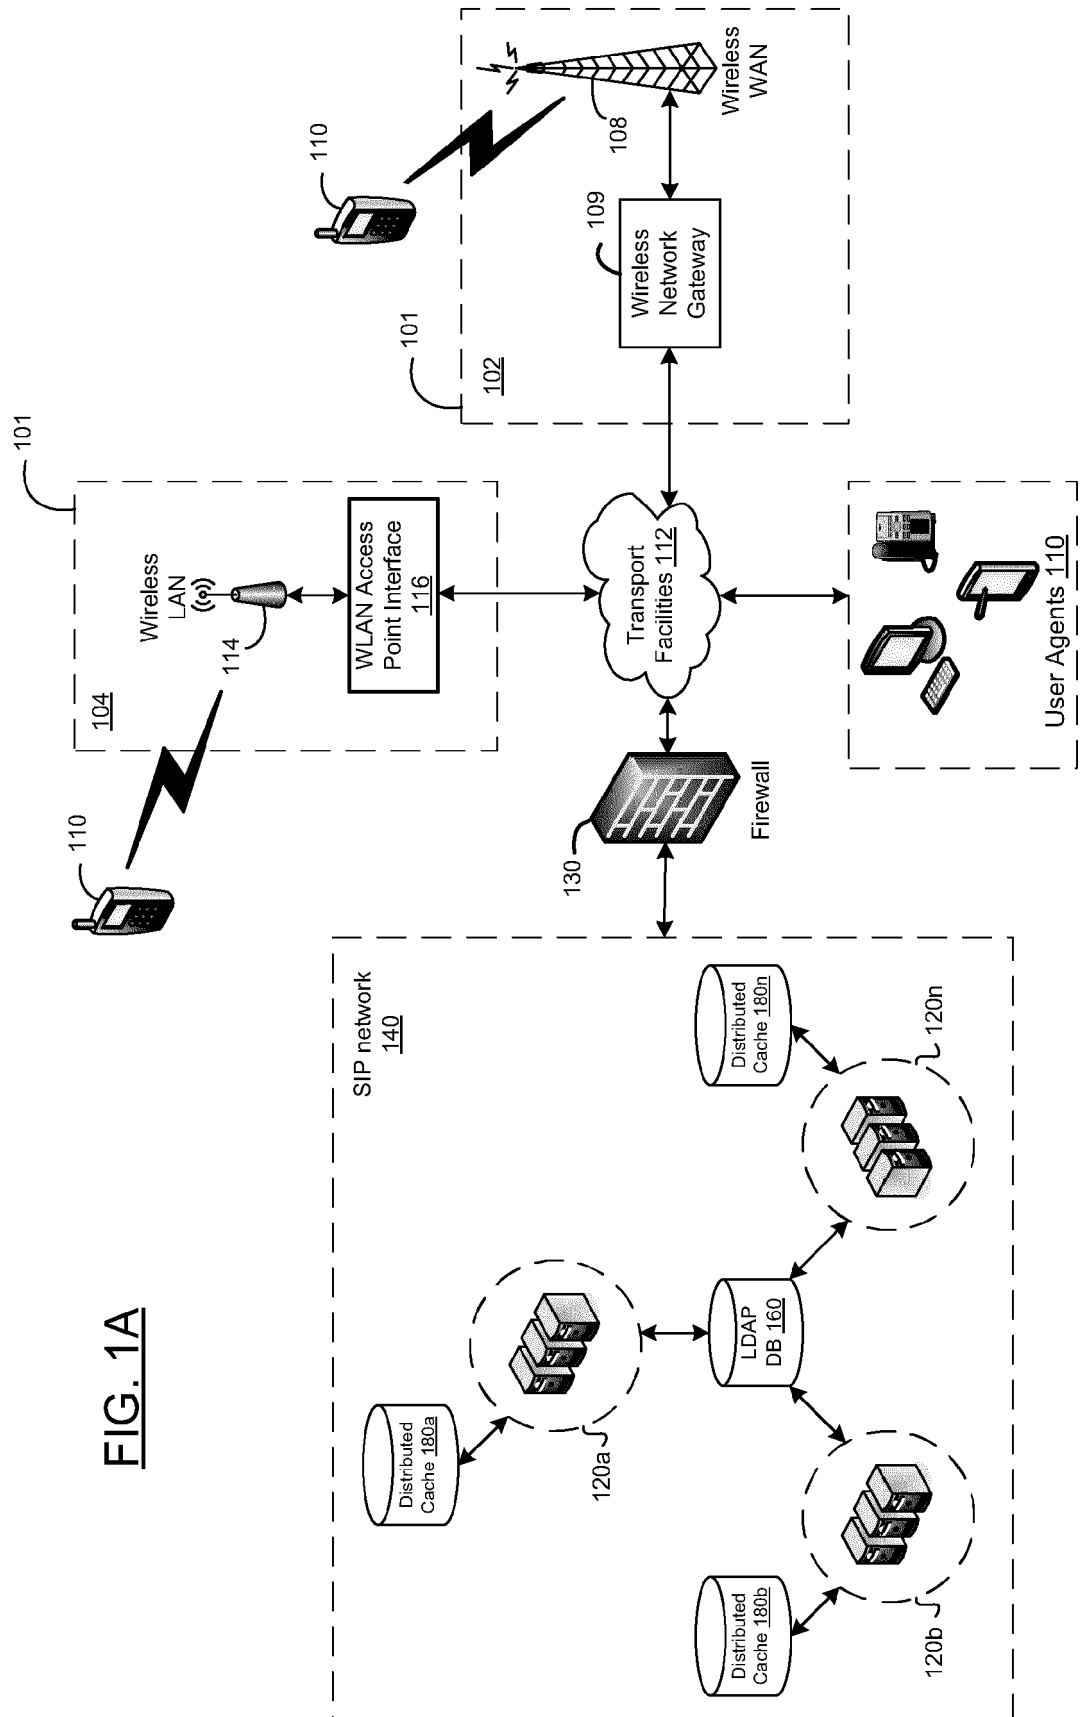 FIG. 1A
SIP network
140
Distributed
Cache 180a
120a
Distributed
Cache 180b
120b
LDAP
DB 160
Distributed
Cache 180n
120n
130
Firewall
Transport
Facilities 112
110
104
101
Wireless
LAN
114
WLAN Access
Point Interface
116
101
102
110
109
Wireless
Network
Gateway
108
Wireless
WAN
User Agents 110